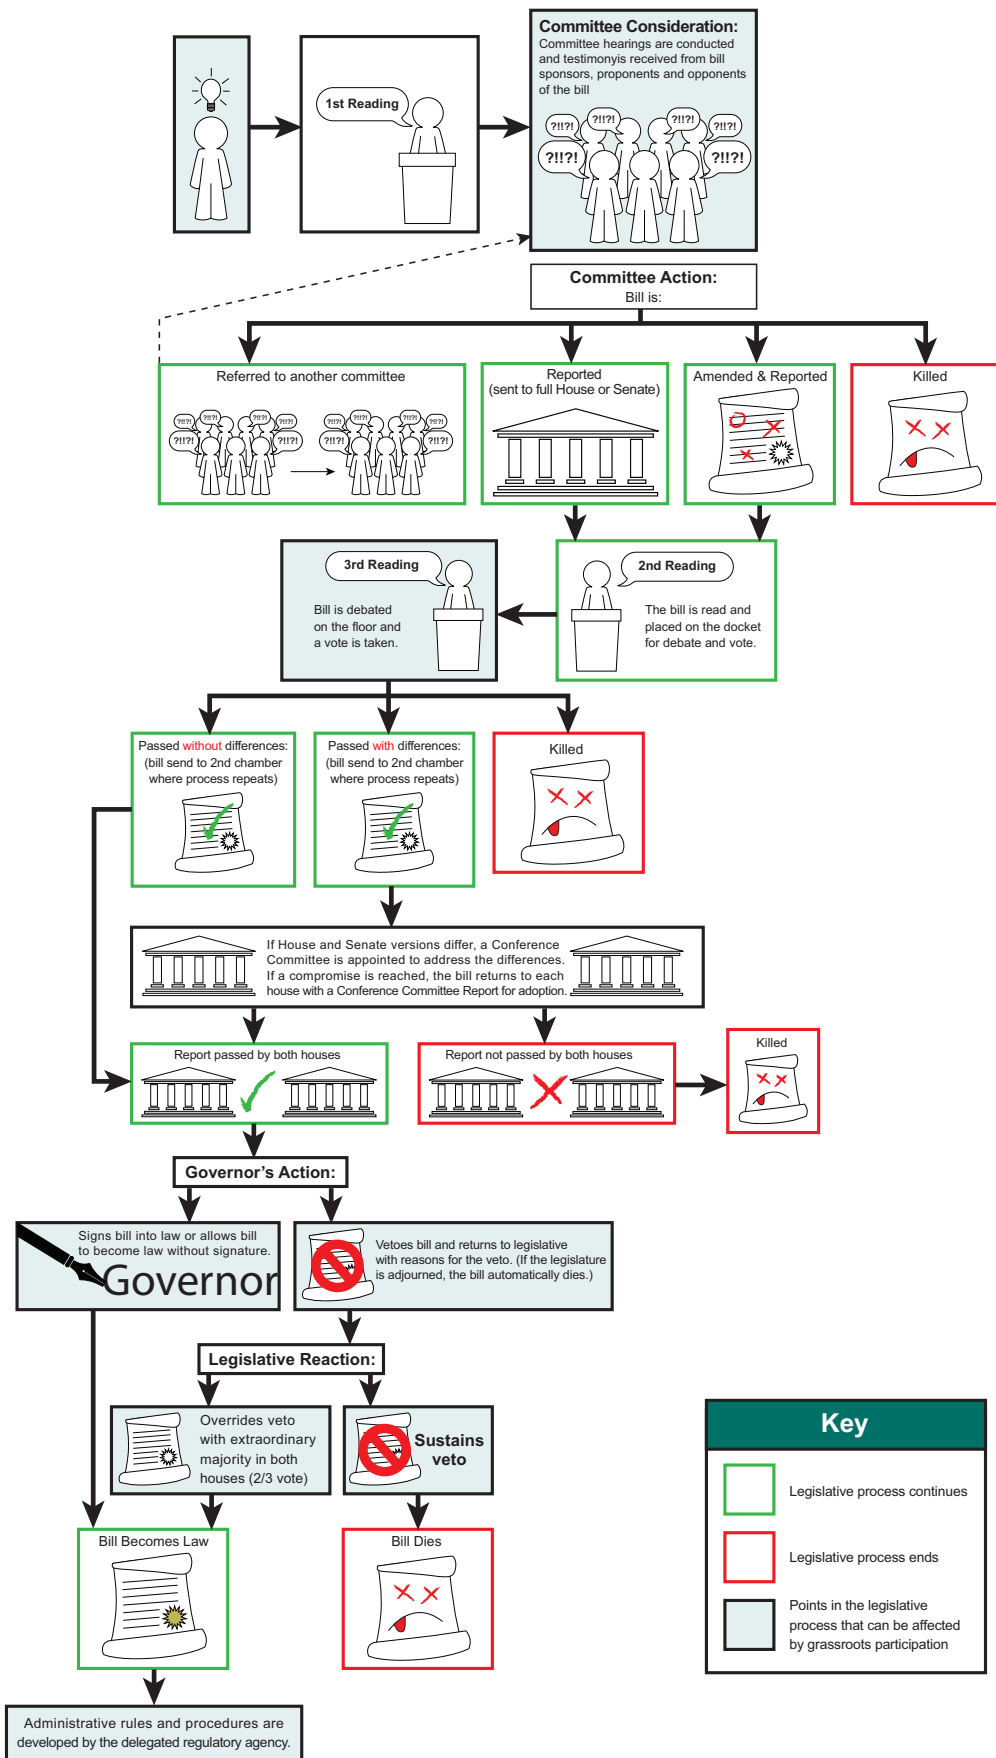 Committee Consideration:
Committee hearings are conducted
and testimonyis received from bill
sponsors, proponents and opponents
of the bill
1st Reading
?!!?!
?!!?!
?!!?!
?!!?!
?!!?!
?!!?!
Committee Action:
Bill is:
Referred to another committee
?!!?!
?!!?!
?!!?!
?!!?!
?!!?!
?!!?!
?!!?!
?!!?!
?!!?!
?!!?!
?!!?!
?!!?!
Reported
(sent to full House or Senate)
Amended & Reported
Killed
3rd Reading
Bill is debated
on the floor and
a vote is taken.
2nd Reading
The bill is read and
placed on the docket
for debate and vote.
Passed without differences:
(bill send to 2nd chamber
where process repeats)
Passed with differences:
(bill send to 2nd chamber
where process repeats)
Killed
If House and Senate versions differ, a Conference
Committee is appointed to address the differences.
If a compromise is reached, the bill returns to each
house with a Conference Committee Report for adoption.
Report passed by both houses
Report not passed by both houses
Killed
Governor's Action:
Signs bill into law or allows bill
to become law without signature.
Governor
Vetoes bill and returns to legislative
with reasons for the veto. (If the legislature
is adjourned, the bill automatically dies.)
Legislative Reaction:
Overrides veto
with extraordinary
majority in both
houses (2/3 vote)
Sustains
veto
Bill Becomes Law
Bill Dies
Administrative rules and procedures are
developed by the delegated regulatory agency.
Key
Legislative process continues
Legislative process ends
Points in the legislative
process that can be affected
by grassroots participation